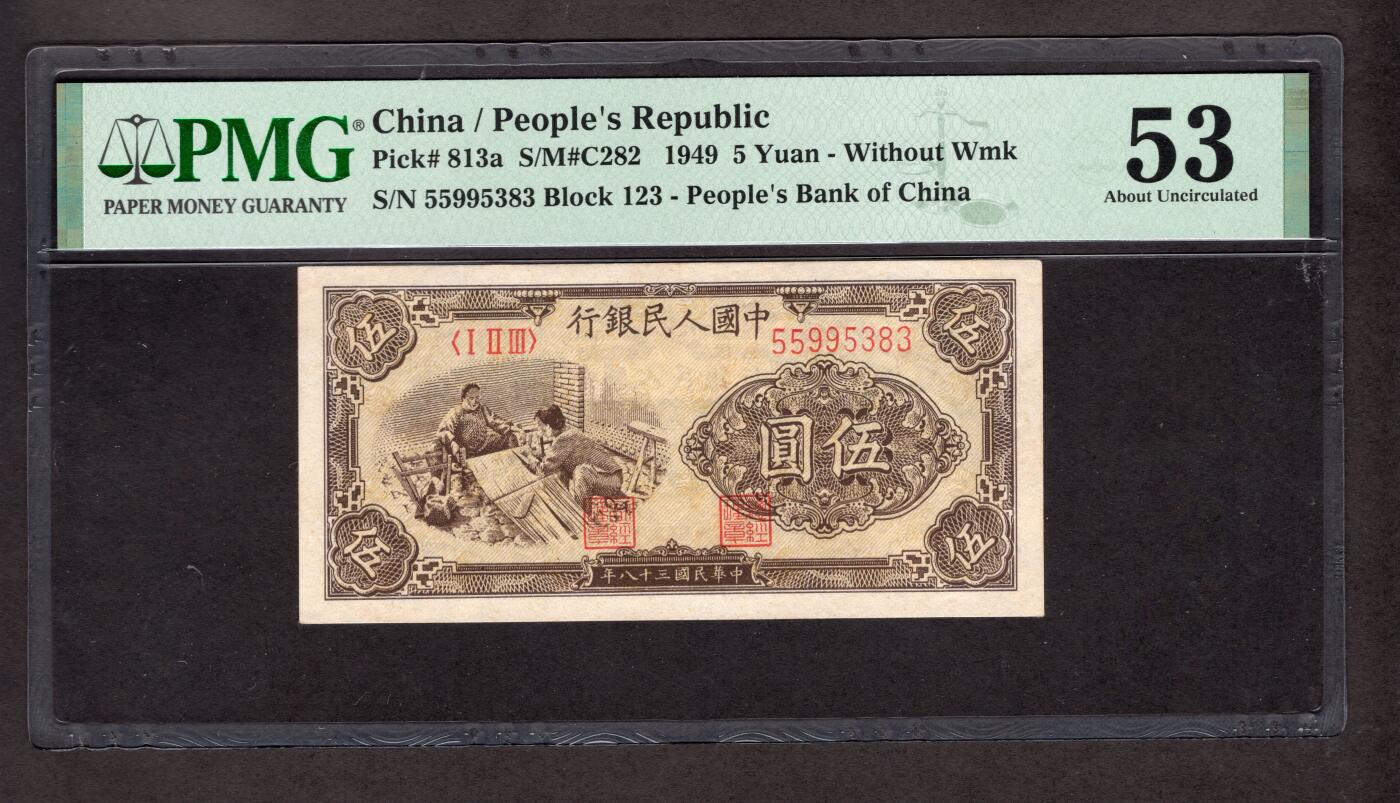 PMG®
PAPER MONEY GUARANTY
China / People's Republic
Pick# 813a S/M#C282 1949 5 Yuan - Without Wmk
S/N 55995383 Block 123 - People's Bank of China
53
About Uncirculated
行銀民人國中
〈I II III〉
55995383
伍
伍
圓伍
伍
伍
年八十三國民華中